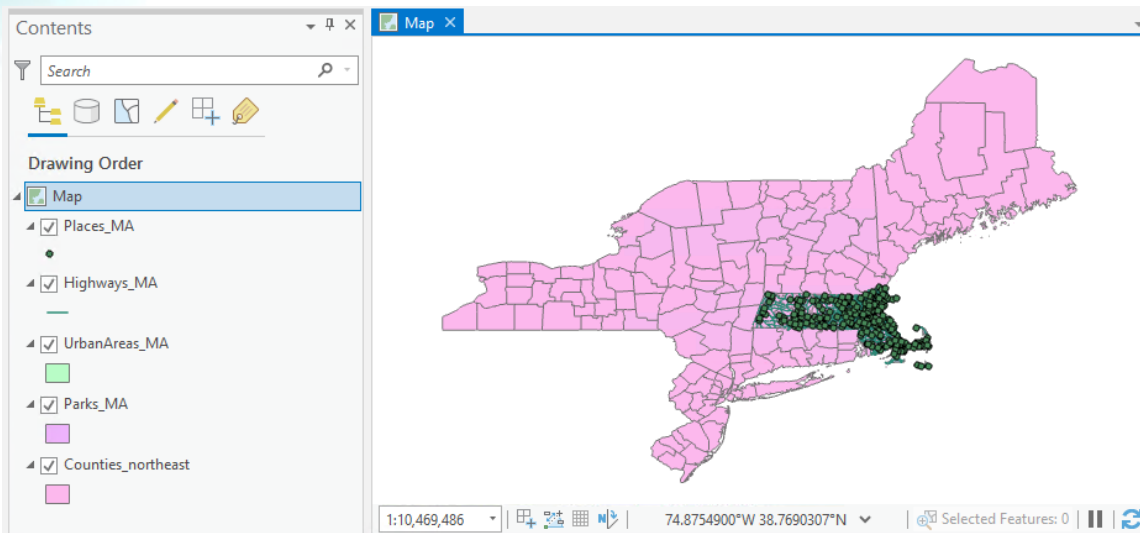 Contents
Search
Drawing Order
Map
Places_MA
Highways_MA
UrbanAreas_MA
Parks_MA
Counties_northeast
Map
1:10,469,486
N
74.8754900°W 38.7690307°N
Selected Features: 0